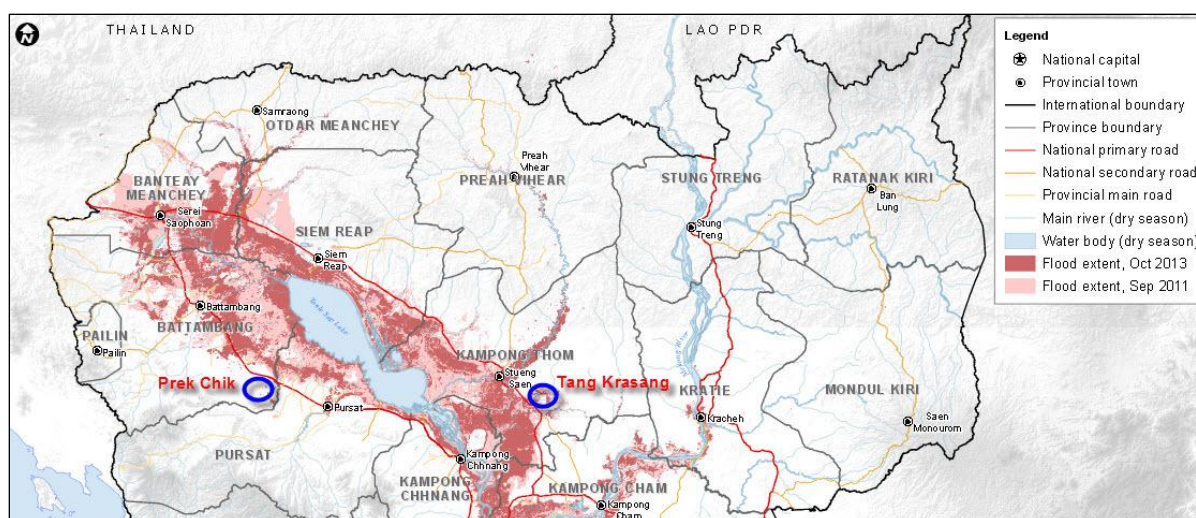 THAILAND
LAO PDR
Legend
National capital
Provincial town
International boundary
Province boundary
National primary road
National secondary road
Provincial main road
Main river (dry season)
Water body (dry season)
Flood extent, Oct 2013
Flood extent, Sep 2011
N
Samraong
OTDAR MEANCHEY
Preah
Vihear
PREAH VIHEAR
STUNG TRENG
RATANAK KIRI
Ban
Lung
BANTEAY
MEANCHEY
Serei
Saophoan
SIEM REAP
Siem
Reap
Stung
Treng
Battambang
BATTAMBANG
PAILIN
Pailin
Tonle Sap Lake
KAMPONG THOM
Stueng
Saen
Prek Chik
Tang Krasang
KRATIE
Kracheh
MONDUL KIRI
Saen
Monourom
Pursat
PURSAT
Kampong
Chhnang
KAMPONG
CHHNANG
KAMPONG CHAM
Kampong
Cham